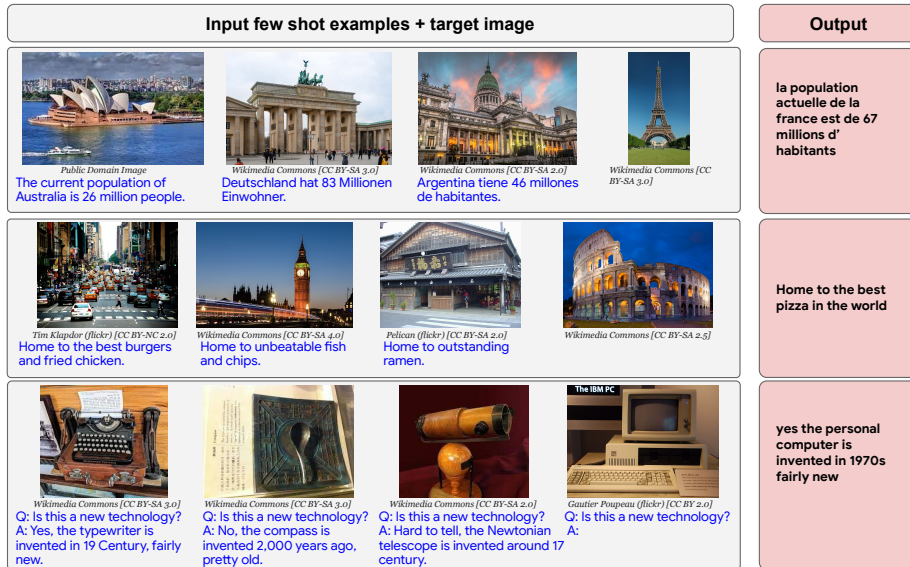 Input few shot examples + target image
Output
Public Domain Image
The current population of
Australia is 26 million people.
Wikimedia Commons [CC BY-SA 3.0]
Deutschland hat 83 Millionen
Einwohner.
Wikimedia Commons [CC BY-SA 2.0]
Argentina tiene 46 millones
de habitantes.
Wikimedia Commons [CC
BY-SA 3.0]
la population
actuelle de la
france est de 67
millions d'
habitants
Tim Klapdor (flickr) [CC BY-NC 2.0]
Home to the best burgers
and fried chicken.
Wikimedia Commons [CC BY-SA 4.0]
Home to unbeatable fish
and chips.
Pelican (flickr) [CC BY-SA 2.0]
Home to outstanding
ramen.
Wikimedia Commons [CC BY-SA 2.5]
Home to the best
pizza in the world
Wikimedia Commons [CC BY-SA 3.0]
Q: Is this a new technology?
A: Yes, the typewriter is
invented in 19 Century, fairly
new.
Wikimedia Commons [CC BY-SA 3.0]
Q: Is this a new technology?
A: No, the compass is
invented 2,000 years ago,
pretty old.
Wikimedia Commons [CC BY-SA 2.0]
Q: Is this a new technology?
A: Hard to tell, the Newtonian
telescope is invented around 17
century.
The IBM PC
Gautier Poupeau (flickr) [CC BY 2.0]
Q: Is this a new technology?
A:
yes the personal
computer is
invented in 1970s
fairly new